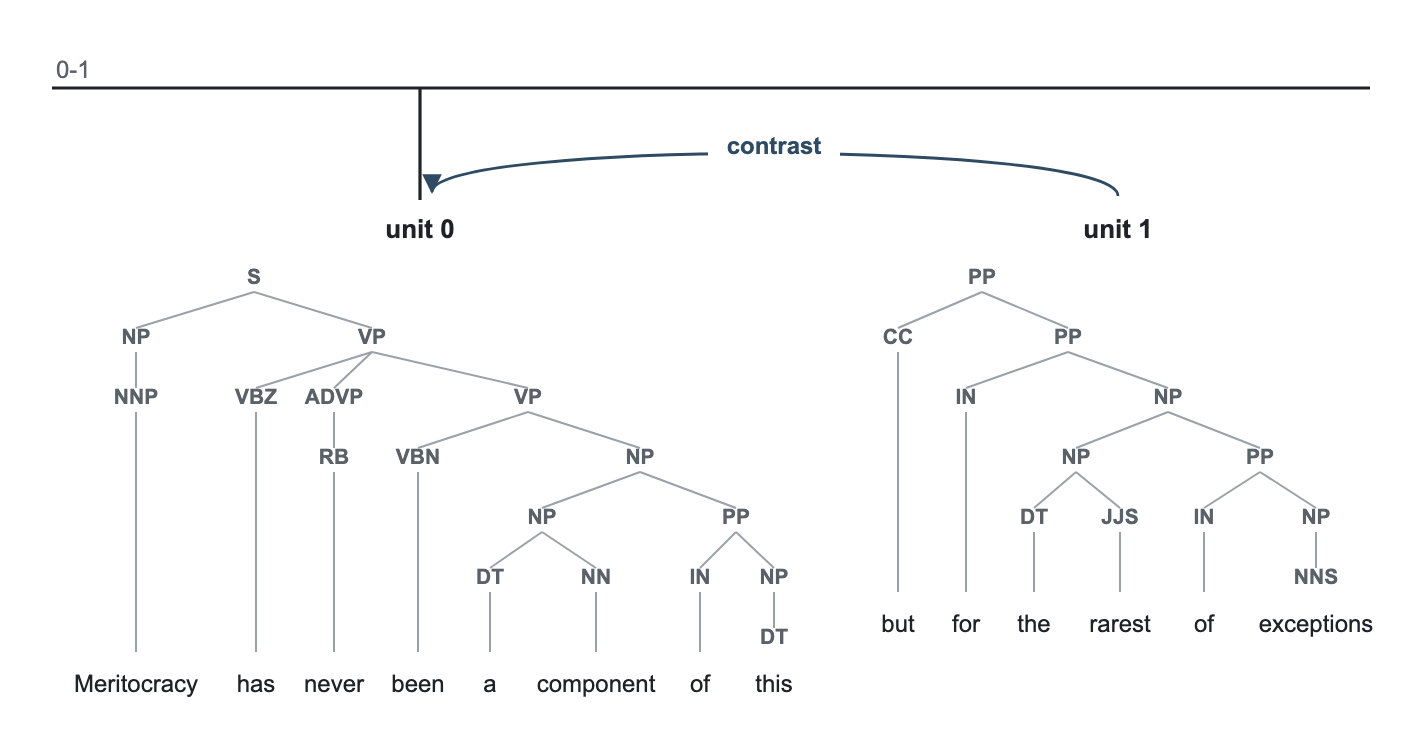 0-1
contrast
unit 0 unit 1
S PP
NP VP CC PP
NNP VBZ ADVP VP IN NP
RB VBN NP NP PP
NP PP DT JJS IN NP
DT NN IN NP NNS
but for the rarest of exceptions
DT
Meritocracy has never been a component of this